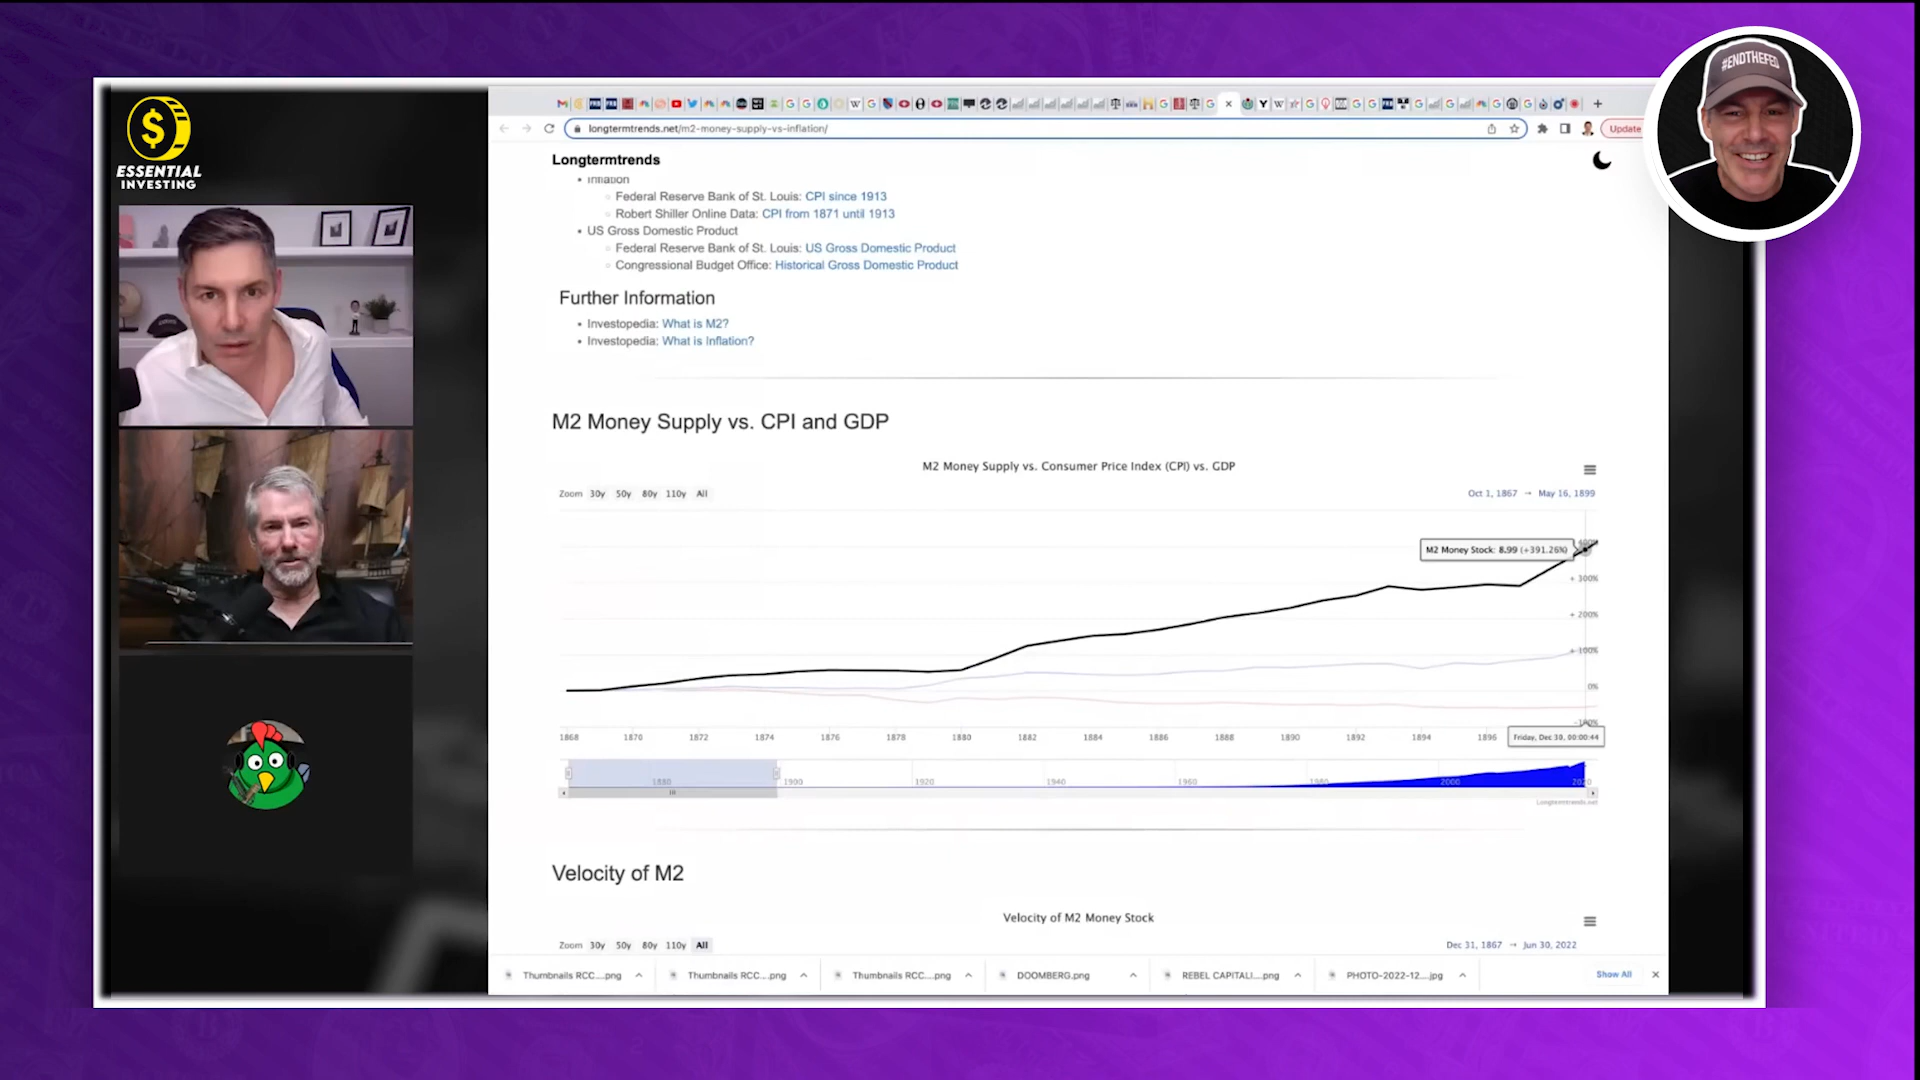 #ENDTHEFED
$
ESSENTIAL
INVESTING
longtermtrends.net/m2-money-supply-vs-inflation/
Update
Longtermtrends
Inflation
Federal Reserve Bank of St. Louis: CPI since 1913
Robert Shiller Online Data: CPI from 1871 until 1913
US Gross Domestic Product
Federal Reserve Bank of St. Louis: US Gross Domestic Product
Congressional Budget Office: Historical Gross Domestic Product
Further Information
Investopedia: What is M2?
Investopedia: What is Inflation?
M2 Money Supply vs. CPI and GDP
M2 Money Supply vs. Consumer Price Index (CPI) vs. GDP
Zoom 30y 50y 80y 110y All
Oct 1, 1867 → May 16, 1899
M2 Money Stock: 8.99 (+391.26%)
+ 400%
+ 300%
+ 200%
+ 100%
0%
-100%
1868 1870 1872 1874 1876 1878 1880 1882 1884 1886 1888 1890 1892 1894 1896
Friday, Dec 30, 00:00:44
1880 1900 1920 1940 1960 1980 2000 2020
Longtermtrends.net
Velocity of M2
Velocity of M2 Money Stock
Zoom 30y 50y 80y 110y All
Dec 31, 1867 → Jun 30, 2022
Thumbnails RCC....png
Thumbnails RCC....png
Thumbnails RCC....png
DOOMBERG.png
REBEL CAPITALI....png
PHOTO-2022-12....jpg
Show All